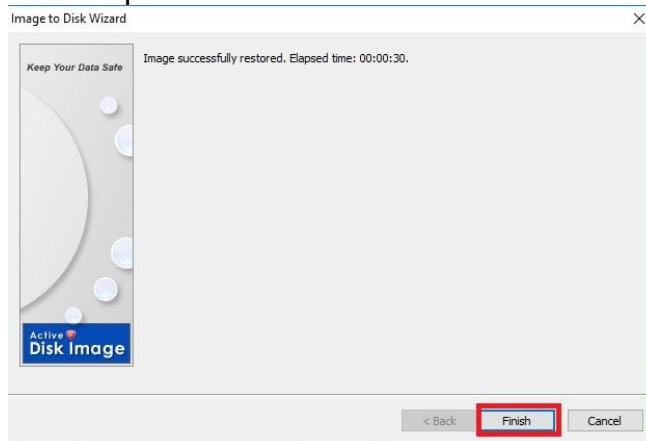 Image to Disk Wizard
Keep Your Data Safe
Image successfully restored. Elapsed time: 00:00:30.
Active
Disk Image
< Back
Finish
Cancel